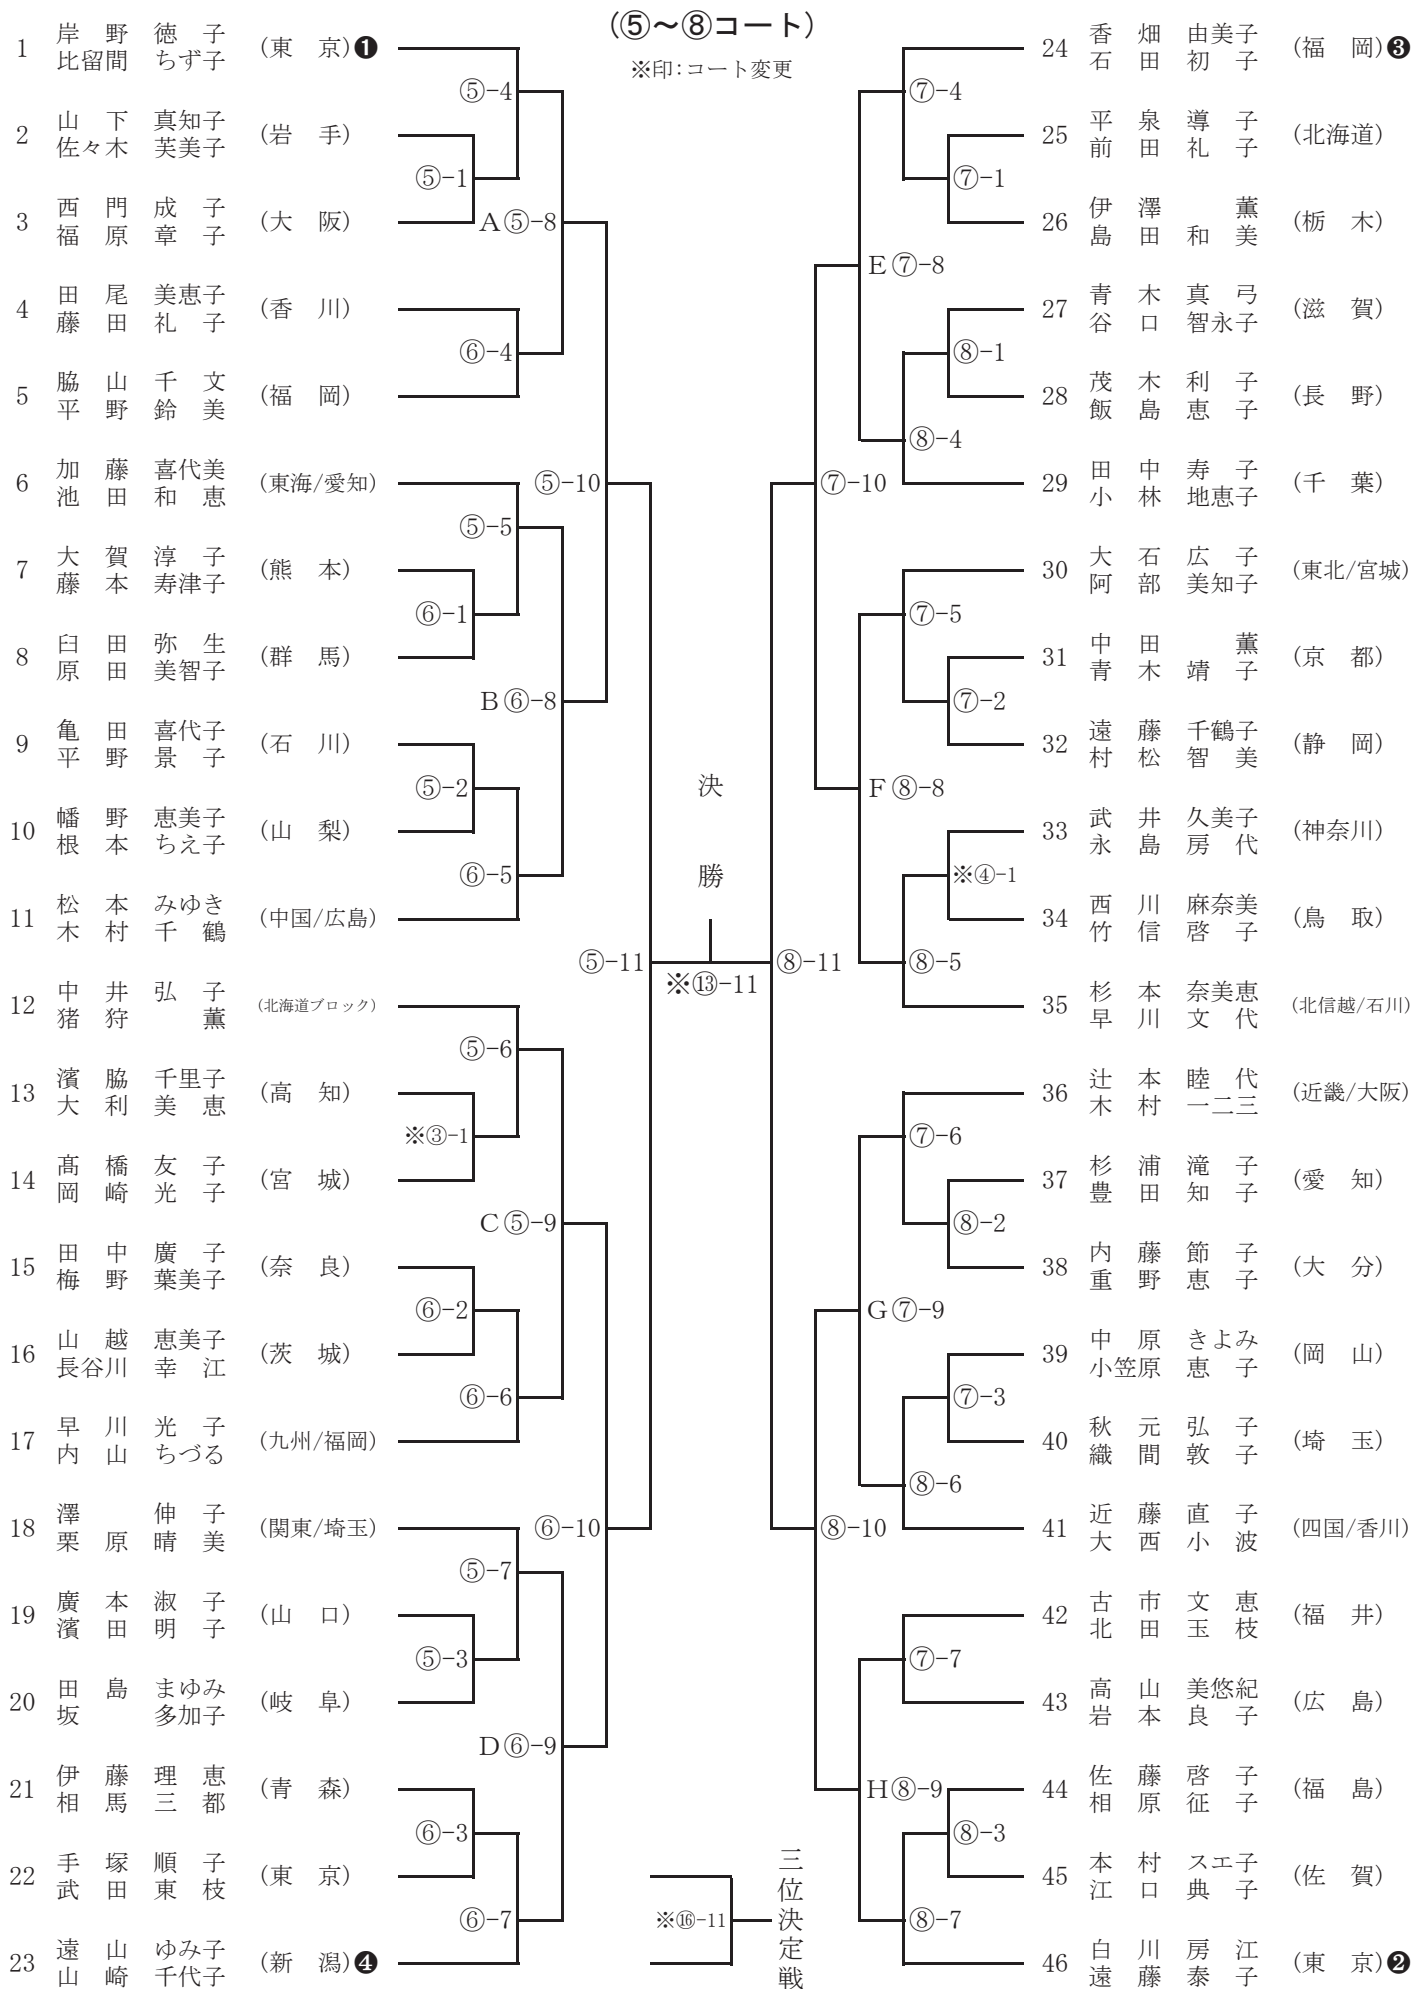 (⑤～⑧コート)
※印：コート変更
1 岸野徳子 比留間ちず子 (東京)❶
2 山下真知子 佐々木芙美子 (岩手)
3 西門成子 福原章子 (大阪)
4 田尾美恵子 藤田礼子 (香川)
5 脇山千文 平野鈴美 (福岡)
6 加藤喜代美 池田和恵 (東海/愛知)
7 大賀淳子 藤本寿津子 (熊本)
8 臼田弥生 原田美智子 (群馬)
9 亀田喜代子 平野景子 (石川)
10 幡野恵美子 根本ちえ子 (山梨)
11 松本みゆき 木村千鶴 (中国/広島)
12 中井弘子 猪狩薫 (北海道ブロック)
13 濱脇千里子 大利美恵 (高知)
14 髙橋友子 岡崎光子 (宮城)
15 田中廣子 梅野葉美子 (奈良)
16 山越恵美子 長谷川幸江 (茨城)
17 早川光子 内山ちづる (九州/福岡)
18 澤伸子 栗原晴美 (関東/埼玉)
19 廣本淑子 濱田明子 (山口)
20 田島まゆみ 坂多加子 (岐阜)
21 伊藤理恵 相馬三都 (青森)
22 手塚順子 武田東枝 (東京)
23 遠山ゆみ子 山崎千代子 (新潟)❹
⑤-4
⑤-1
A⑤-8
⑥-4
⑤-10
⑤-5
⑥-1
B⑥-8
⑤-2
⑥-5
⑤-11
⑤-6
※③-1
C⑤-9
⑥-2
⑥-6
⑥-10
⑤-7
⑤-3
D⑥-9
⑥-3
⑥-7
決勝
※⑬-11
三位決定戦
※⑯-11
⑦-4
⑦-1
E⑦-8
⑧-1
⑧-4
⑦-10
⑦-5
⑦-2
F⑧-8
※④-1
⑧-5
⑧-11
⑦-6
⑧-2
G⑦-9
⑦-3
⑧-6
⑧-10
⑦-7
H⑧-9
⑧-3
⑧-7
24 香畑由美子 石田初子 (福岡)❸
25 平泉導子 前田礼子 (北海道)
26 伊澤薫 島田和美 (栃木)
27 青木真弓 谷口智永子 (滋賀)
28 茂木利子 飯島恵子 (長野)
29 田中寿子 小林地恵子 (千葉)
30 大石広子 阿部美知子 (東北/宮城)
31 中田薫 青木靖子 (京都)
32 遠藤千鶴子 村松智美 (静岡)
33 武井久美子 永島房代 (神奈川)
34 西川麻奈美 竹信啓子 (鳥取)
35 杉本奈美恵 早川文代 (北信越/石川)
36 辻本睦代 木村一二三 (近畿/大阪)
37 杉浦滝子 豊田知子 (愛知)
38 内藤節子 重野恵子 (大分)
39 中原きよみ 小笠原恵子 (岡山)
40 秋元弘子 織間敦子 (埼玉)
41 近藤直子 大西小波 (四国/香川)
42 古市文恵 北田玉枝 (福井)
43 高山美悠紀 岩本良子 (広島)
44 佐藤啓子 相原征子 (福島)
45 本村スエ子 江口典子 (佐賀)
46 白川房江 遠藤泰子 (東京)❷